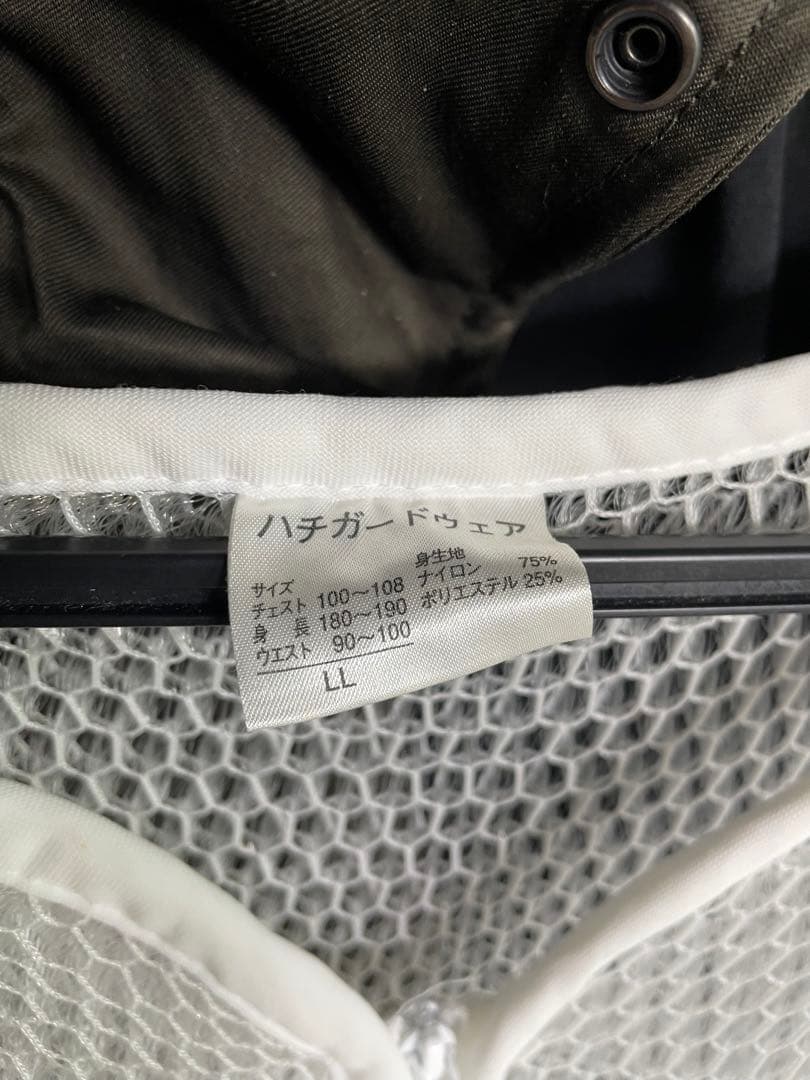 ハチガードウェア
サイズ
チェスト 100～108
身長 180～190
ウエスト 90～100
LL
身生地
ナイロン 75%
ポリエステル 25%